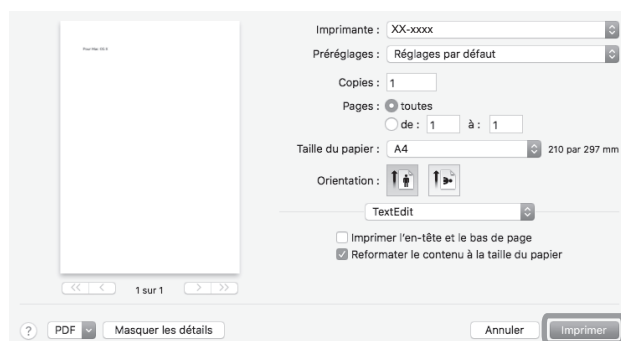 Imprimante : XX-xxxx
Préréglages : Réglages par défaut
Copies : 1
Pages : toutes
de : 1 à : 1
Taille du papier : A4 210 par 297 mm
Orientation :
TextEdit
Imprimer l'en-tête et le bas de page
Reformater le contenu à la taille du papier
<< < 1 sur 1 > >>
? PDF Masquer les détails Annuler Imprimer